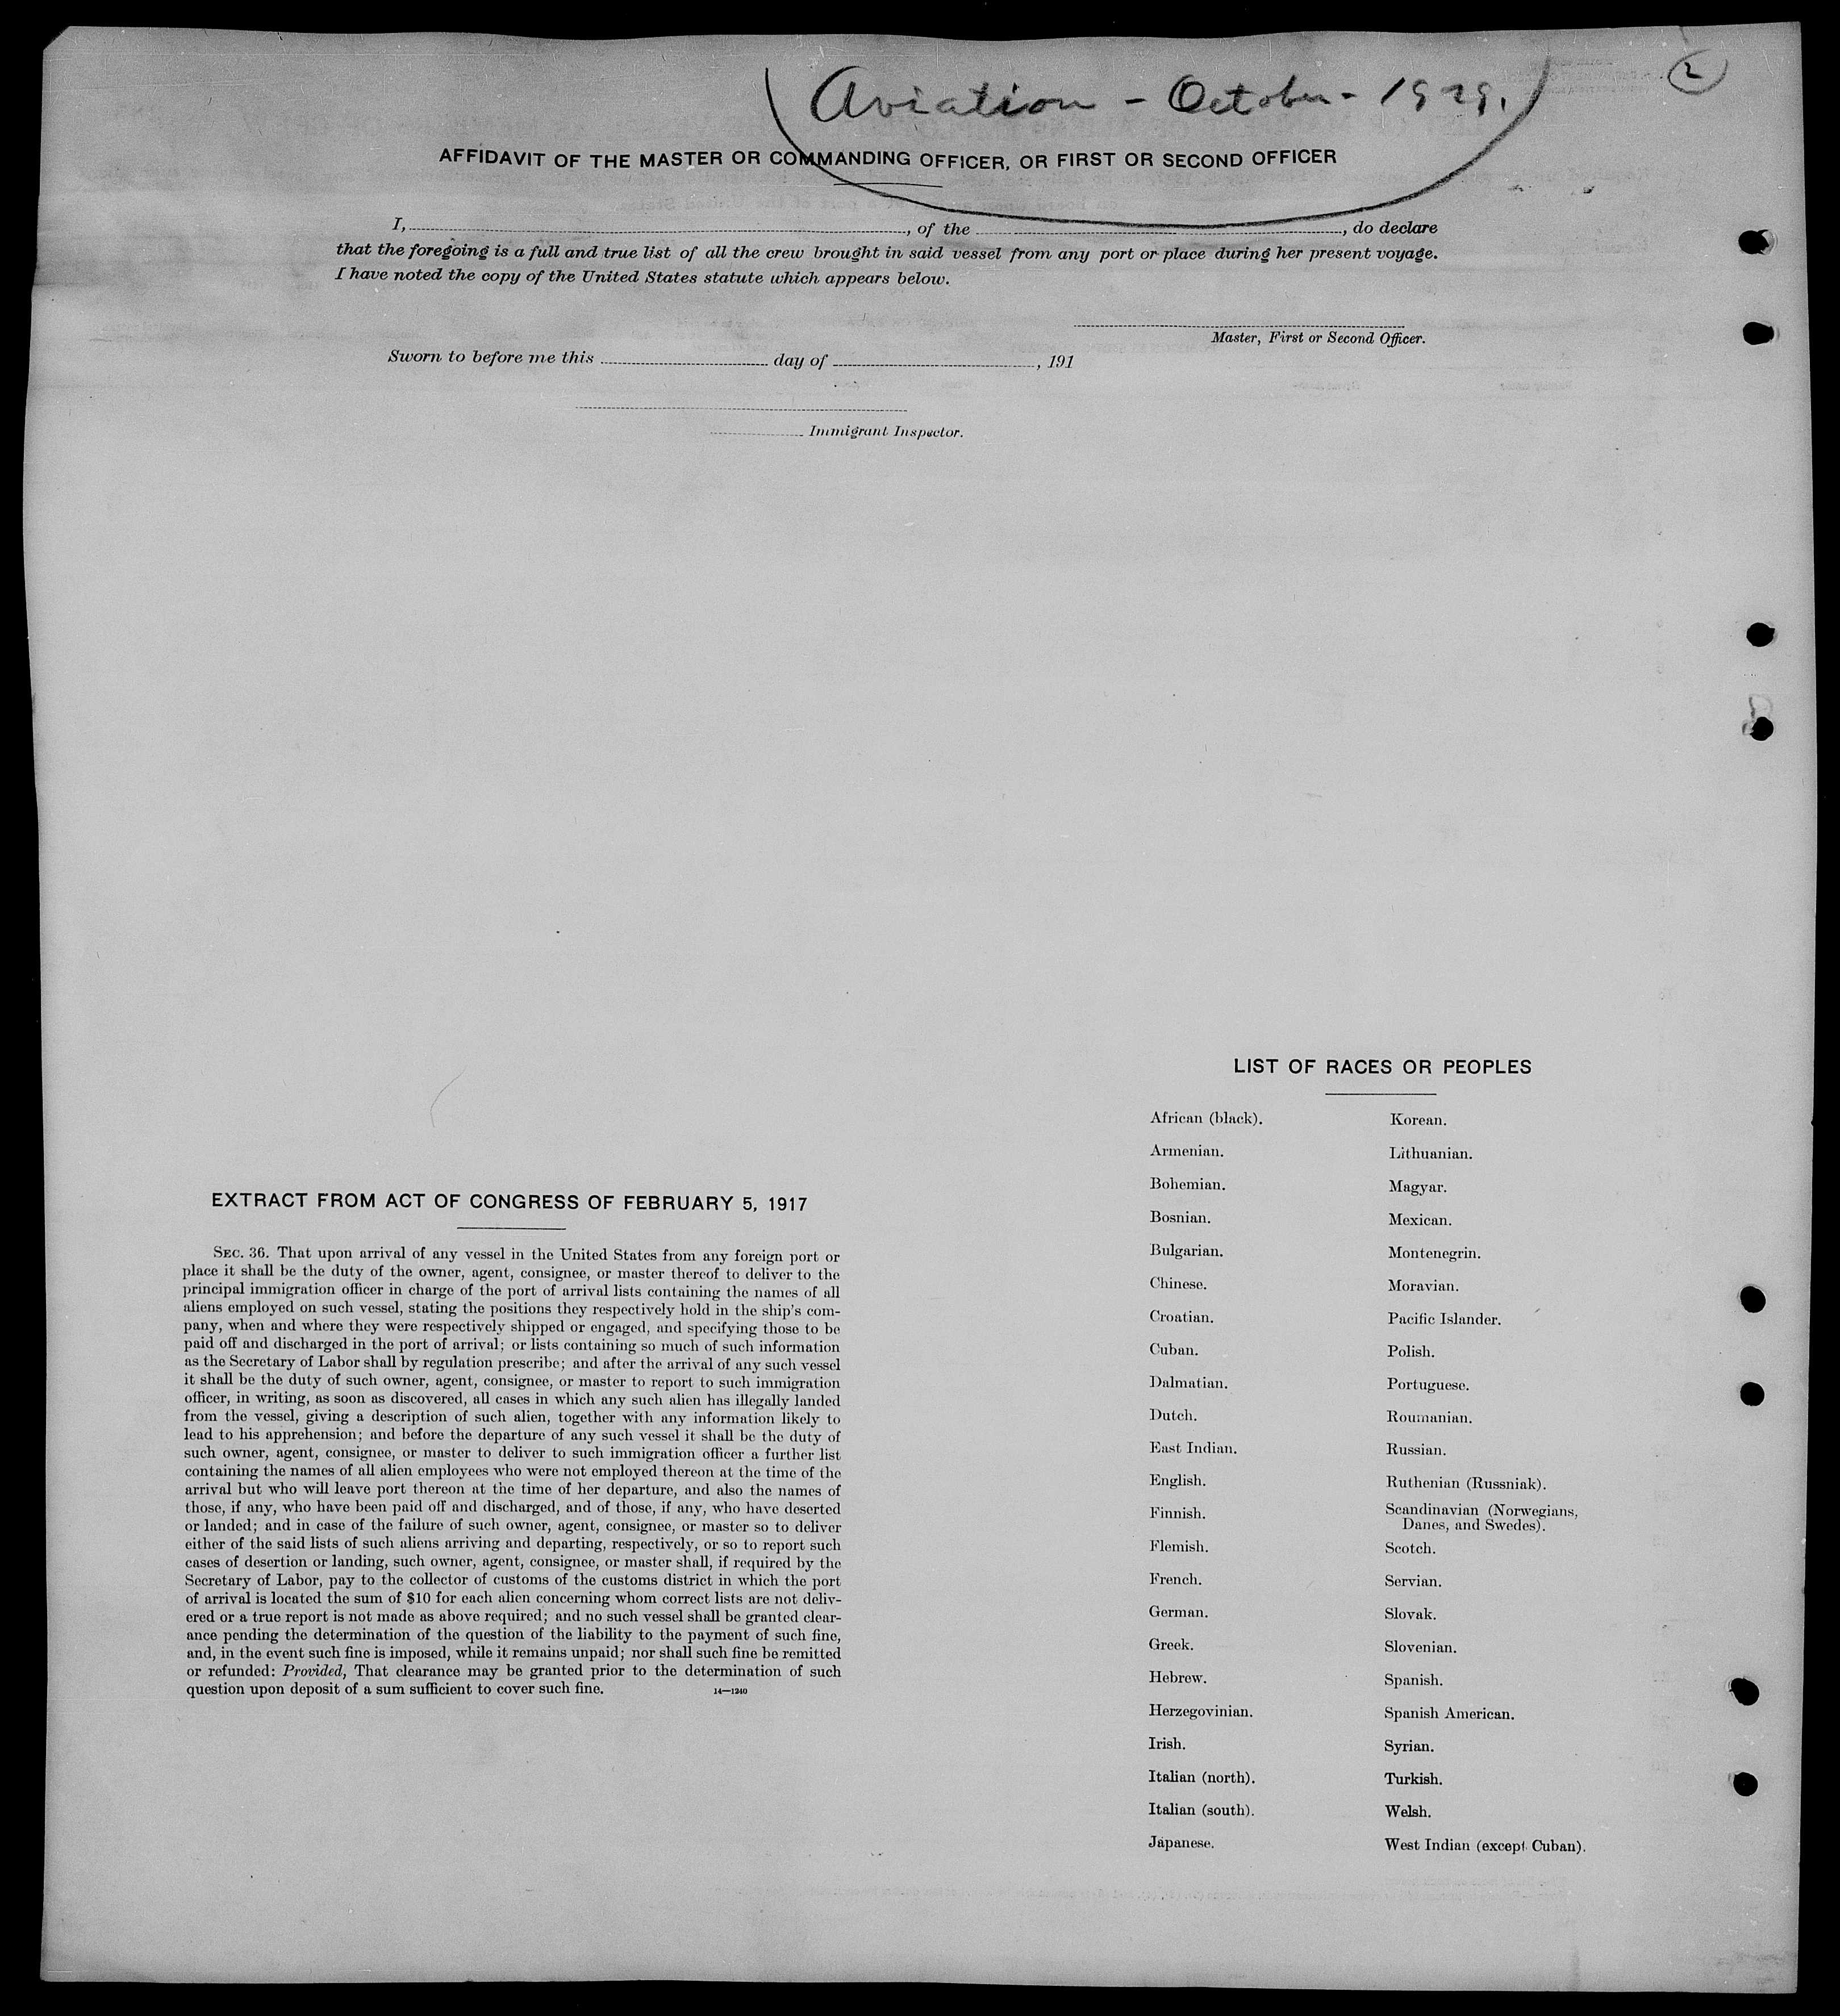 Aviation - October - 1929.
2
AFFIDAVIT OF THE MASTER OR COMMANDING OFFICER, OR FIRST OR SECOND OFFICER
I, , of the , do declare
that the foregoing is a full and true list of all the crew brought in said vessel from any port or place during her present voyage.
I have noted the copy of the United States statute which appears below.
Master, First or Second Officer.
Sworn to before me this day of , 191
Immigrant Inspector.
EXTRACT FROM ACT OF CONGRESS OF FEBRUARY 5, 1917
SEC. 36. That upon arrival of any vessel in the United States from any foreign port or
place it shall be the duty of the owner, agent, consignee, or master thereof to deliver to the
principal immigration officer in charge of the port of arrival lists containing the names of all
aliens employed on such vessel, stating the positions they respectively hold in the ship's com-
pany, when and where they were respectively shipped or engaged, and specifying those to be
paid off and discharged in the port of arrival; or lists containing so much of such information
as the Secretary of Labor shall by regulation prescribe; and after the arrival of any such vessel
it shall be the duty of such owner, agent, consignee, or master to report to such immigration
officer, in writing, as soon as discovered, all cases in which any such alien has illegally landed
from the vessel, giving a description of such alien, together with any information likely to
lead to his apprehension; and before the departure of any such vessel it shall be the duty of
such owner, agent, consignee, or master to deliver to such immigration officer a further list
containing the names of all alien employees who were not employed thereon at the time of the
arrival but who will leave port thereon at the time of her departure, and also the names of
those, if any, who have been paid off and discharged, and of those, if any, who have deserted
or landed; and in case of the failure of such owner, agent, consignee, or master so to deliver
either of the said lists of such aliens arriving and departing, respectively, or so to report such
cases of desertion or landing, such owner, agent, consignee, or master shall, if required by the
Secretary of Labor, pay to the collector of customs of the customs district in which the port
of arrival is located the sum of $10 for each alien concerning whom correct lists are not deliv-
ered or a true report is not made as above required; and no such vessel shall be granted clear-
ance pending the determination of the question of the liability to the payment of such fine,
and, in the event such fine is imposed, while it remains unpaid; nor shall such fine be remitted
or refunded: Provided, That clearance may be granted prior to the determination of such
question upon deposit of a sum sufficient to cover such fine. 14—1240
LIST OF RACES OR PEOPLES
African (black).
Armenian.
Bohemian.
Bosnian.
Bulgarian.
Chinese.
Croatian.
Cuban.
Dalmatian.
Dutch.
East Indian.
English.
Finnish.
Flemish.
French.
German.
Greek.
Hebrew.
Herzegovinian.
Irish.
Italian (north).
Italian (south).
Japanese.
Korean.
Lithuanian.
Magyar.
Mexican.
Montenegrin.
Moravian.
Pacific Islander.
Polish.
Portuguese.
Roumanian.
Russian.
Ruthenian (Russniak).
Scandinavian (Norwegians,
Danes, and Swedes).
Scotch.
Servian.
Slovak.
Slovenian.
Spanish.
Spanish American.
Syrian.
Turkish.
Welsh.
West Indian (except Cuban).